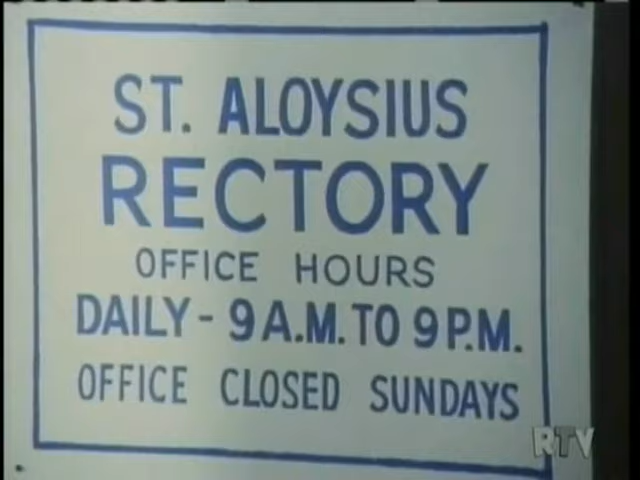 ST. ALOYSIUS
RECTORY
OFFICE HOURS
DAILY - 9 A.M. TO 9 P.M.
OFFICE CLOSED SUNDAYS
RTV